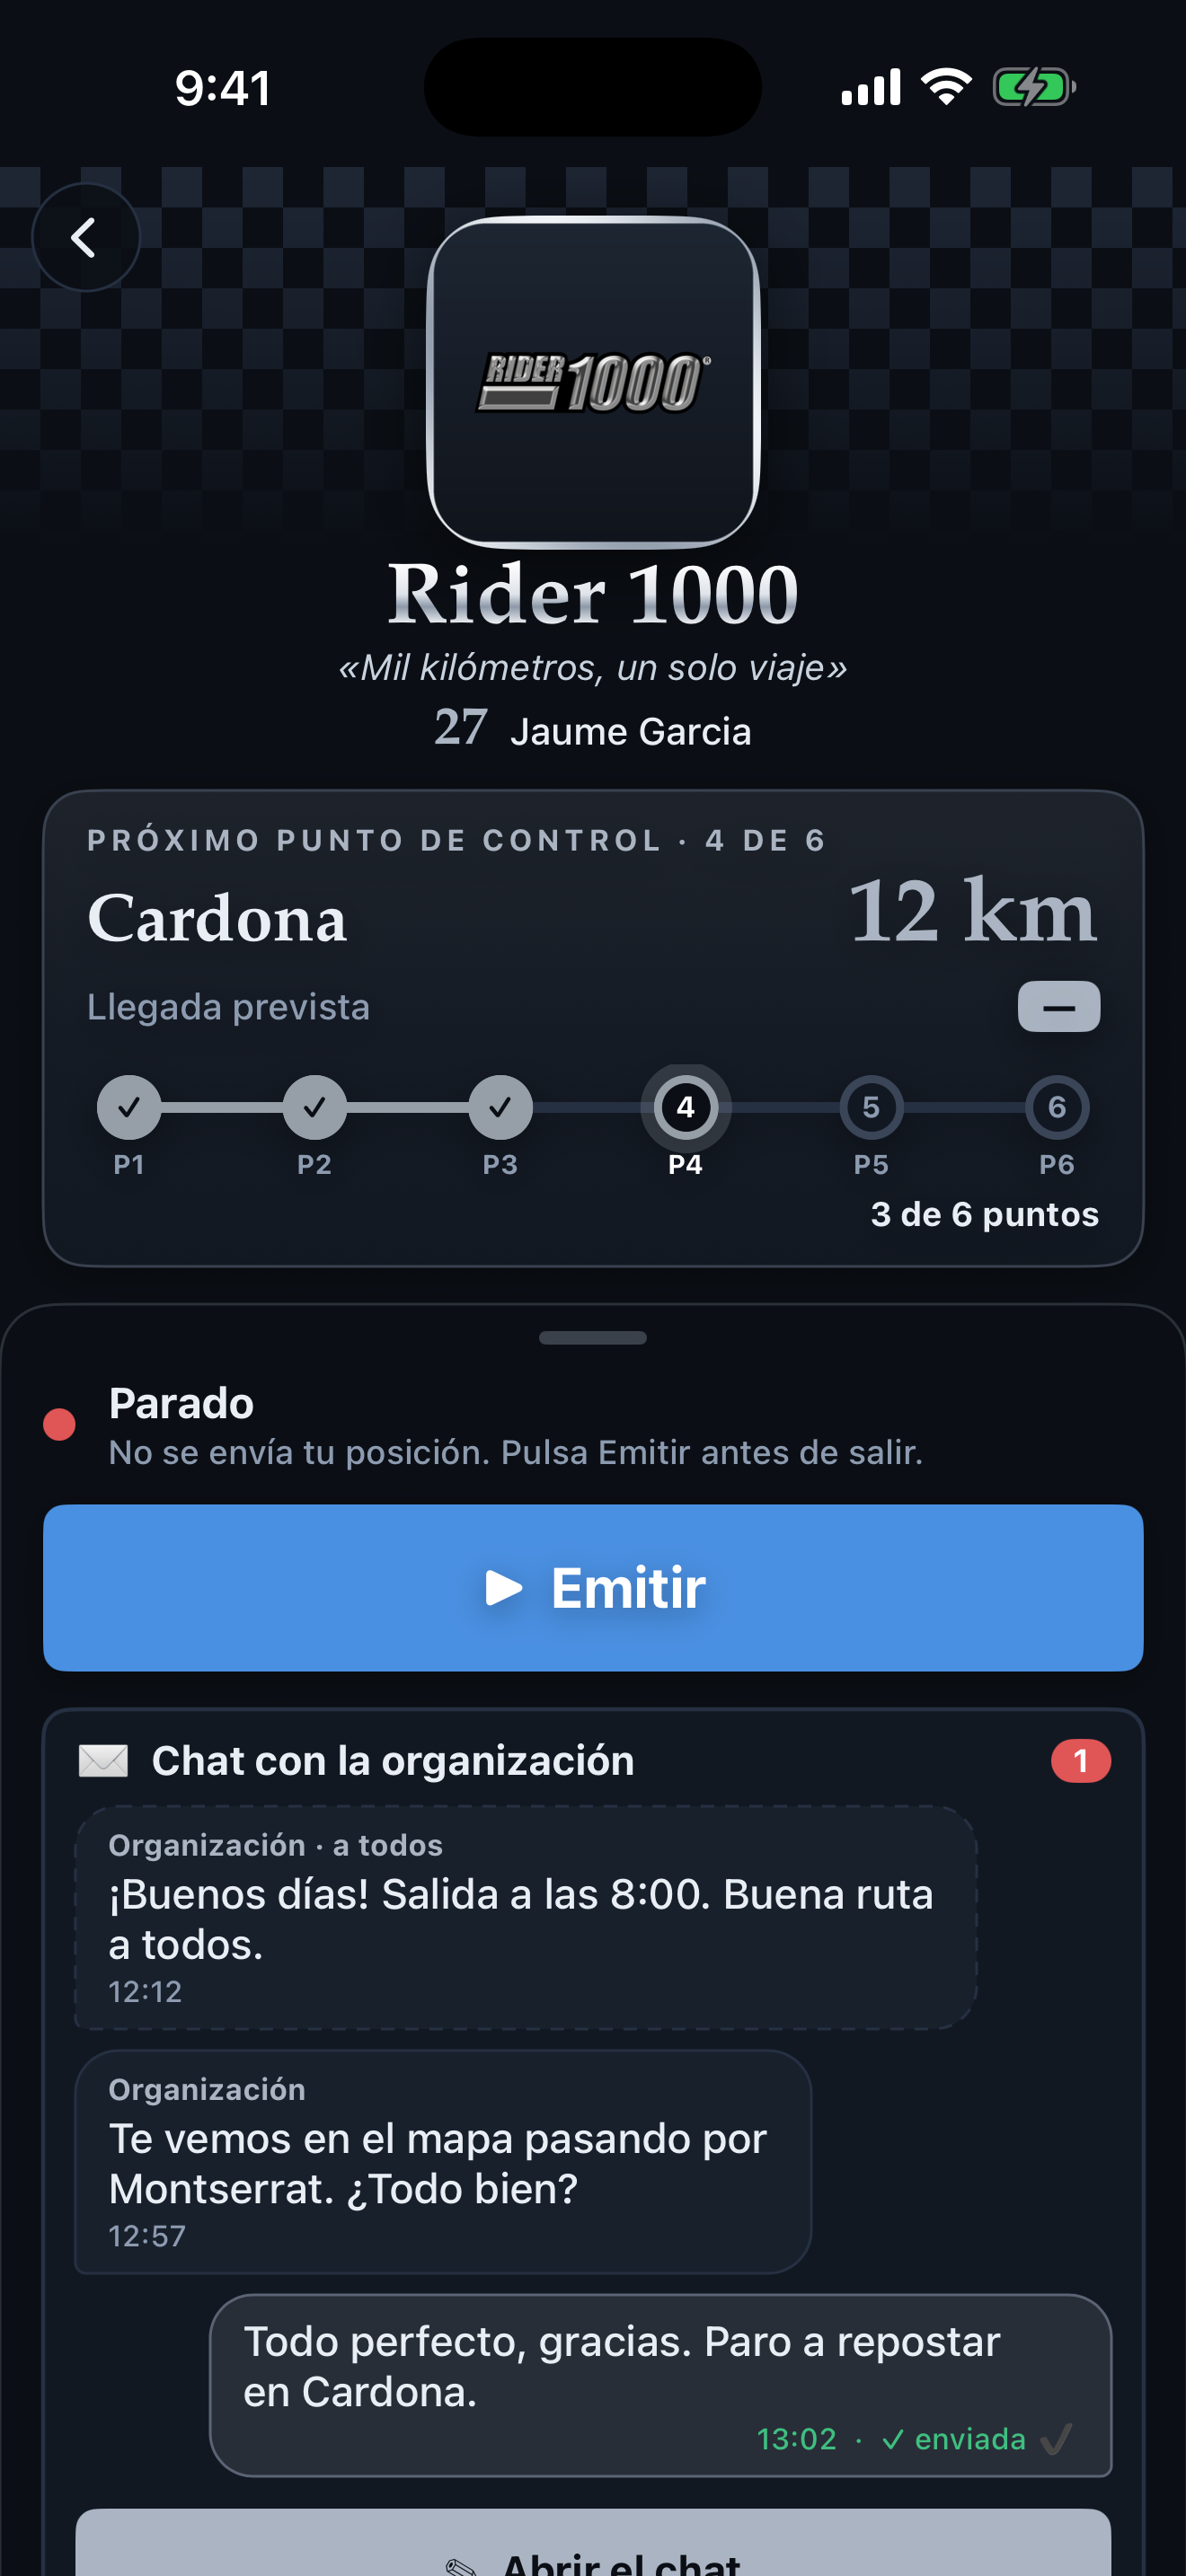 9:41
RIDER 1000®
Rider 1000
«Mil kilómetros, un solo viaje»
27 Jaume Garcia
PRÓXIMO PUNTO DE CONTROL · 4 DE 6
Cardona 12 km
Llegada prevista —
4 5 6
P1 P2 P3 P4 P5 P6
3 de 6 puntos
Parado
No se envía tu posición. Pulsa Emitir antes de salir.
Emitir
Chat con la organización 1
Organización · a todos
¡Buenos días! Salida a las 8:00. Buena ruta
a todos.
12:12
Organización
Te vemos en el mapa pasando por
Montserrat. ¿Todo bien?
12:57
Todo perfecto, gracias. Paro a repostar
en Cardona.
13:02 · ✓ enviada ✓
Abrir el chat